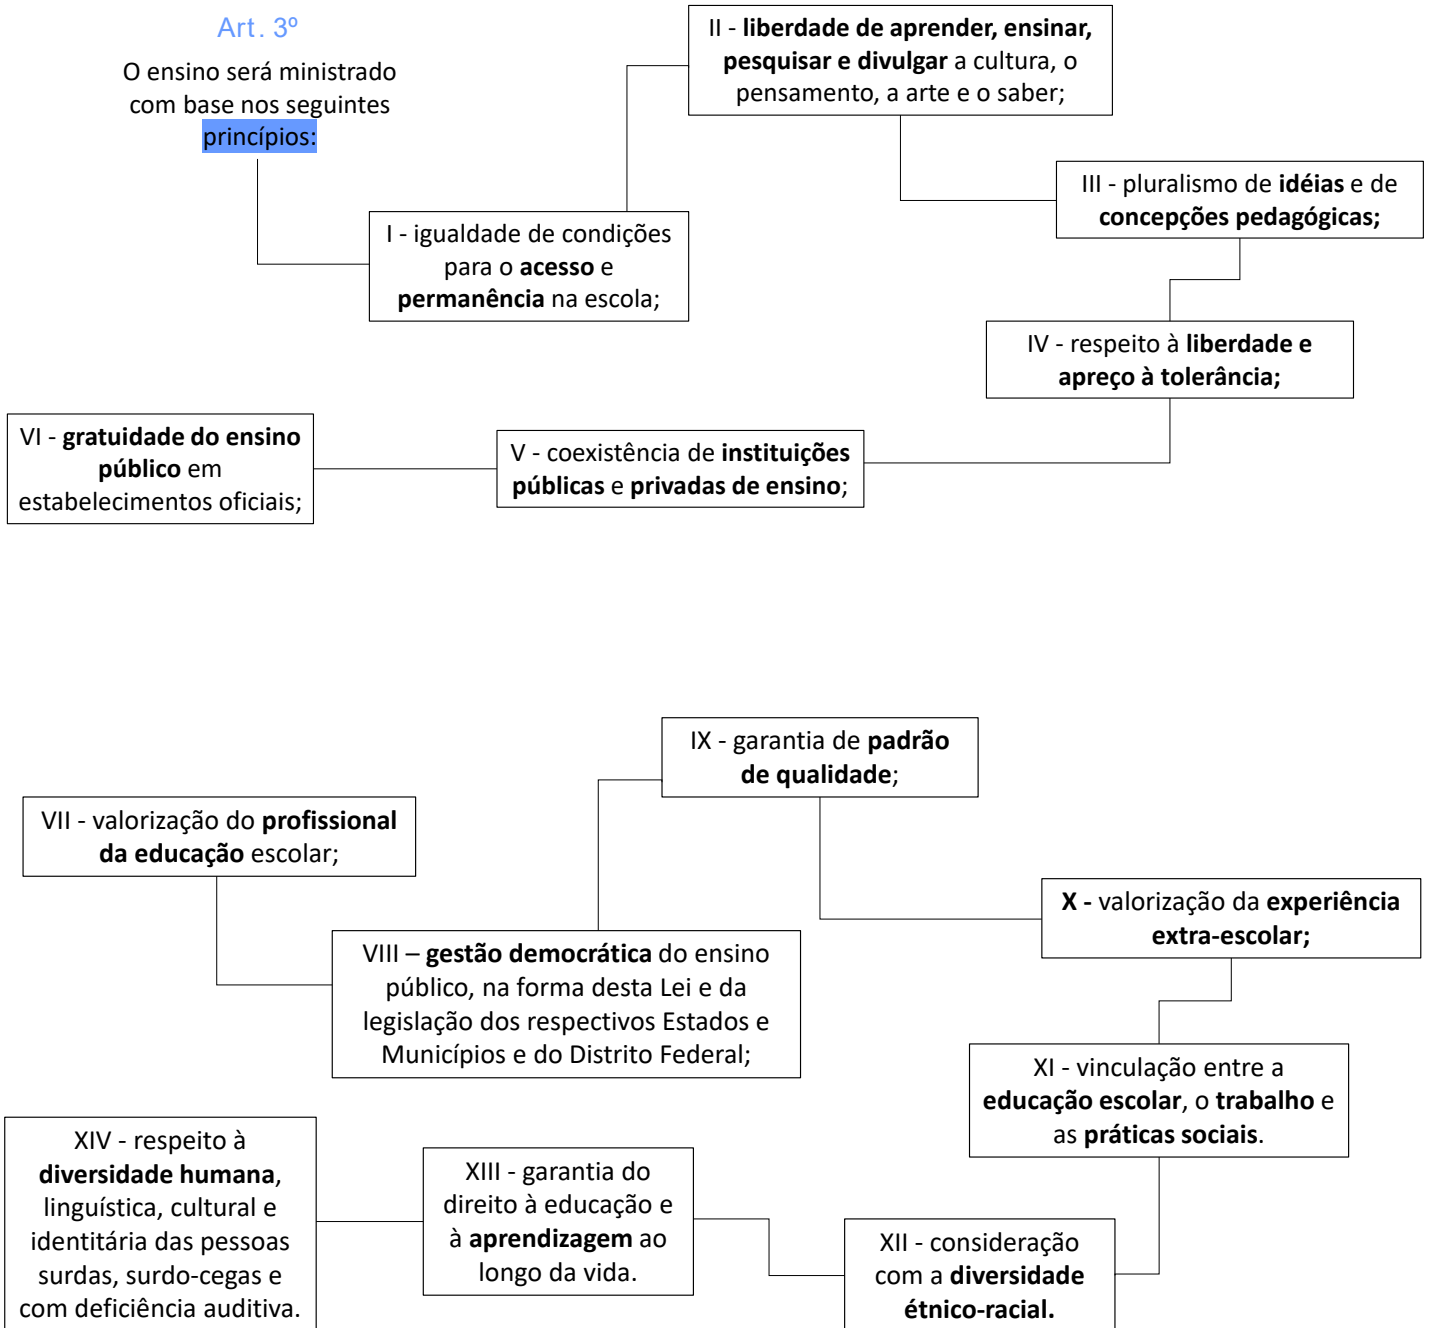 Art. 3º
O ensino será ministrado
com base nos seguintes
princípios:
I - igualdade de condições
para o acesso e
permanência na escola;
II - liberdade de aprender, ensinar,
pesquisar e divulgar a cultura, o
pensamento, a arte e o saber;
III - pluralismo de idéias e de
concepções pedagógicas;
IV - respeito à liberdade e
apreço à tolerância;
V - coexistência de instituições
públicas e privadas de ensino;
VI - gratuidade do ensino
público em
estabelecimentos oficiais;
VII - valorização do profissional
da educação escolar;
VIII – gestão democrática do ensino
público, na forma desta Lei e da
legislação dos respectivos Estados e
Municípios e do Distrito Federal;
IX - garantia de padrão
de qualidade;
X - valorização da experiência
extra-escolar;
XI - vinculação entre a
educação escolar, o trabalho e
as práticas sociais.
XII - consideração
com a diversidade
étnico-racial.
XIII - garantia do
direito à educação e
à aprendizagem ao
longo da vida.
XIV - respeito à
diversidade humana,
linguística, cultural e
identitária das pessoas
surdas, surdo-cegas e
com deficiência auditiva.